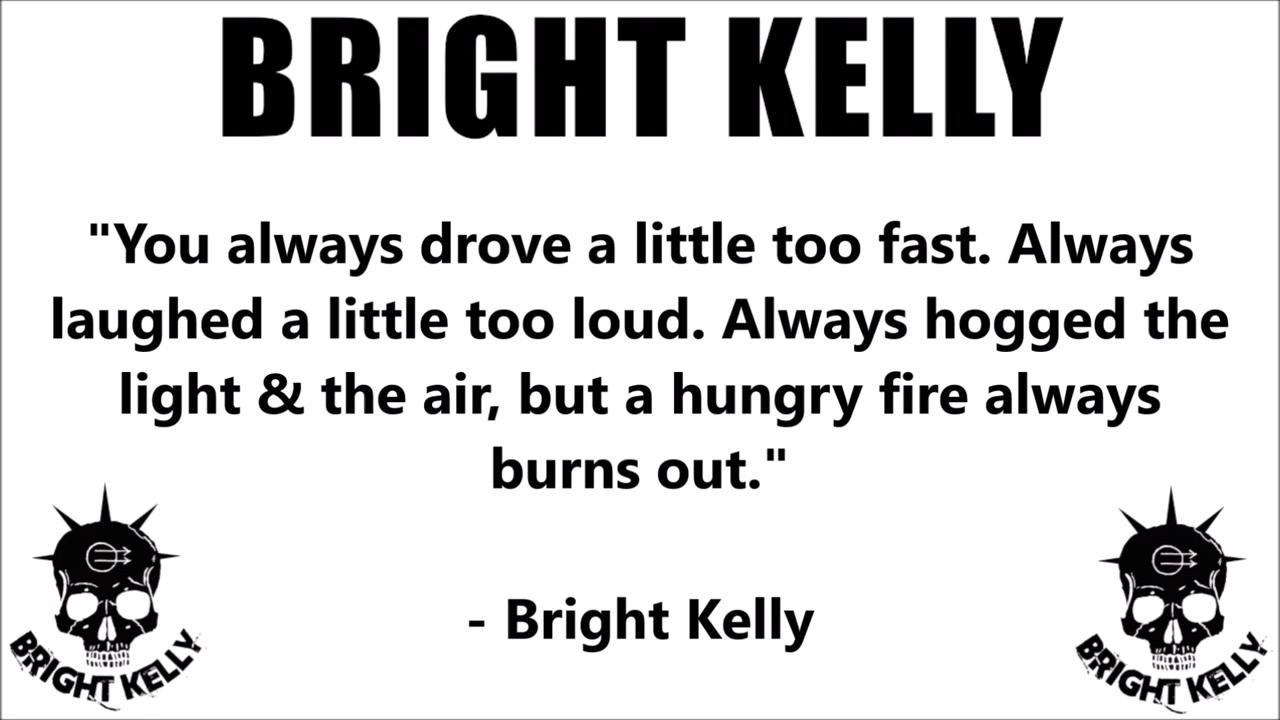 BRIGHT KELLY
"You always drove a little too fast. Always
laughed a little too loud. Always hogged the
light & the air, but a hungry fire always
burns out."
- Bright Kelly
BRIGHT KELLY
BRIGHT KELLY